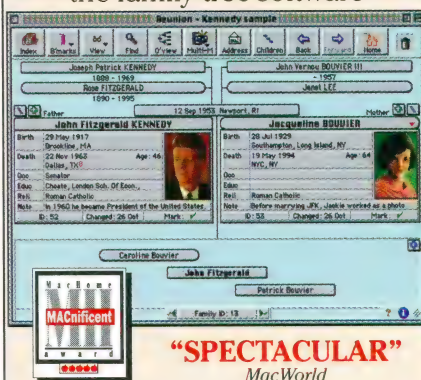 the family tree software
Reunion - Kennedy sample
Index B'marks View Find O'view Multi-M Address Children Back Forward Home
Joseph Patrick KENNEDY
1888 - 1969
Rose FITZGERALD
1890 - 1995
John Vernou BOUVIER III
- 1957
Janet LEE
Father
12 Sep 1953 Newport, RI
Mother
John Fitzgerald KENNEDY
Birth 29 May 1917
Brookline, MA
Death 22 Nov 1963 Age: 46
Dallas, TX
Occ Senator
Educ Choate, London Sch. Of Econ.,
Reli Roman Catholic
Note In 1960 he became President of the United States.
ID: 52 Changed: 26 Oct Mark:
Jacqueline BOUVIER
Birth 28 Jul 1929
Southampton, Long Island, NY
Death 19 May 1994 Age: 64
NYC, NY
Occ
Educ
Reli Roman Catholic
Note Before marrying JFK, Jackie worked as a photo
ID: 53 Changed: 26 Oct Mark:
Caroline Bouvier
John Fitzgerald
Patrick Bouvier
Family ID: 13
MacHome
MACnificent
award
"SPECTACULAR"
MacWorld